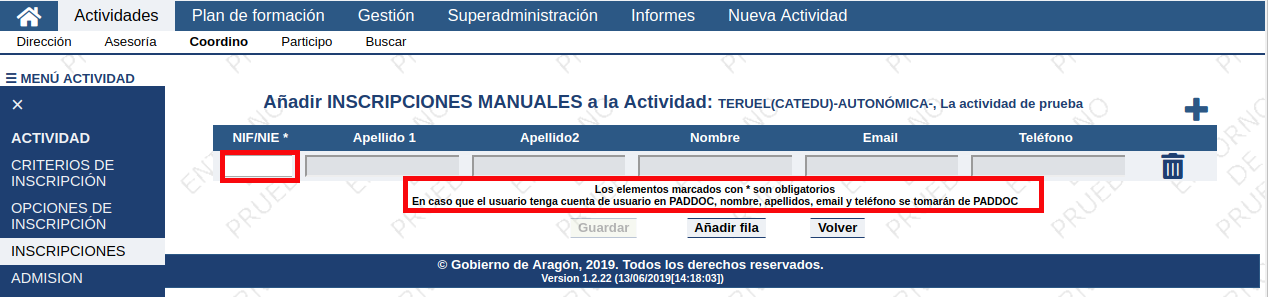 Actividades Plan de formación Gestión Superadministración Informes Nueva Actividad
Dirección Asesoría Coordino Participo Buscar
☰ MENÚ ACTIVIDAD
×
ACTIVIDAD
CRITERIOS DE
INSCRIPCIÓN
OPCIONES DE
INSCRIPCIÓN
INSCRIPCIONES
ADMISION
Añadir INSCRIPCIONES MANUALES a la Actividad: TERUEL(CATEDU)-AUTONÓMICA-, La actividad de prueba
NIF/NIE * Apellido 1 Apellido2 Nombre Email Teléfono
Los elementos marcados con * son obligatorios
En caso que el usuario tenga cuenta de usuario en PADDOC, nombre, apellidos, email y teléfono se tomarán de PADDOC
Guardar Añadir fila Volver
© Gobierno de Aragón, 2019. Todos los derechos reservados.
Version 1.2.22 (13/06/2019[14:18:03])